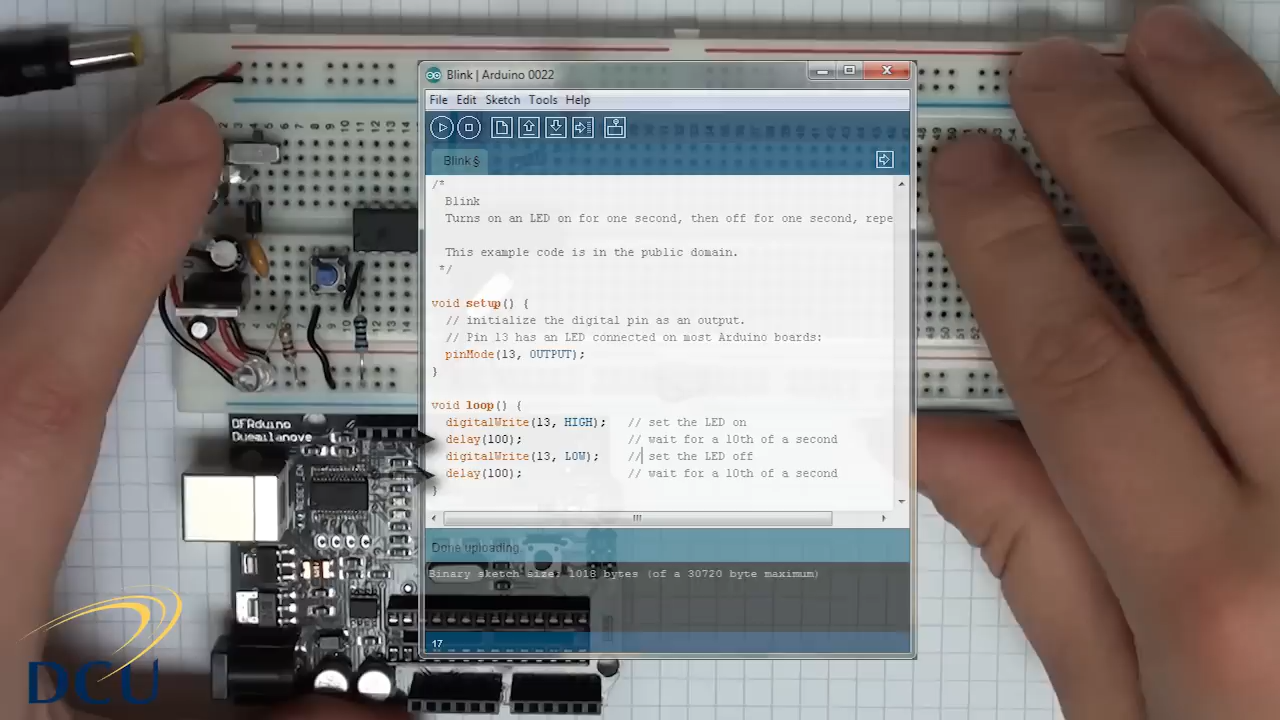 Blink | Arduino 0022
File Edit Sketch Tools Help
Blink §
/*
Blink
Turns on an LED on for one second, then off for one second, repe
This example code is in the public domain.
*/
void setup() {
// initialize the digital pin as an output.
// Pin 13 has an LED connected on most Arduino boards:
pinMode(13, OUTPUT);
}
void loop() {
digitalWrite(13, HIGH); // set the LED on
delay(100); // wait for a 10th of a second
digitalWrite(13, LOW); // set the LED off
delay(100); // wait for a 10th of a second
}
Done uploading.
Binary sketch size: 1018 bytes (of a 30720 byte maximum)
17
DFRduino
Duemilanove
RESET_EN
DCU